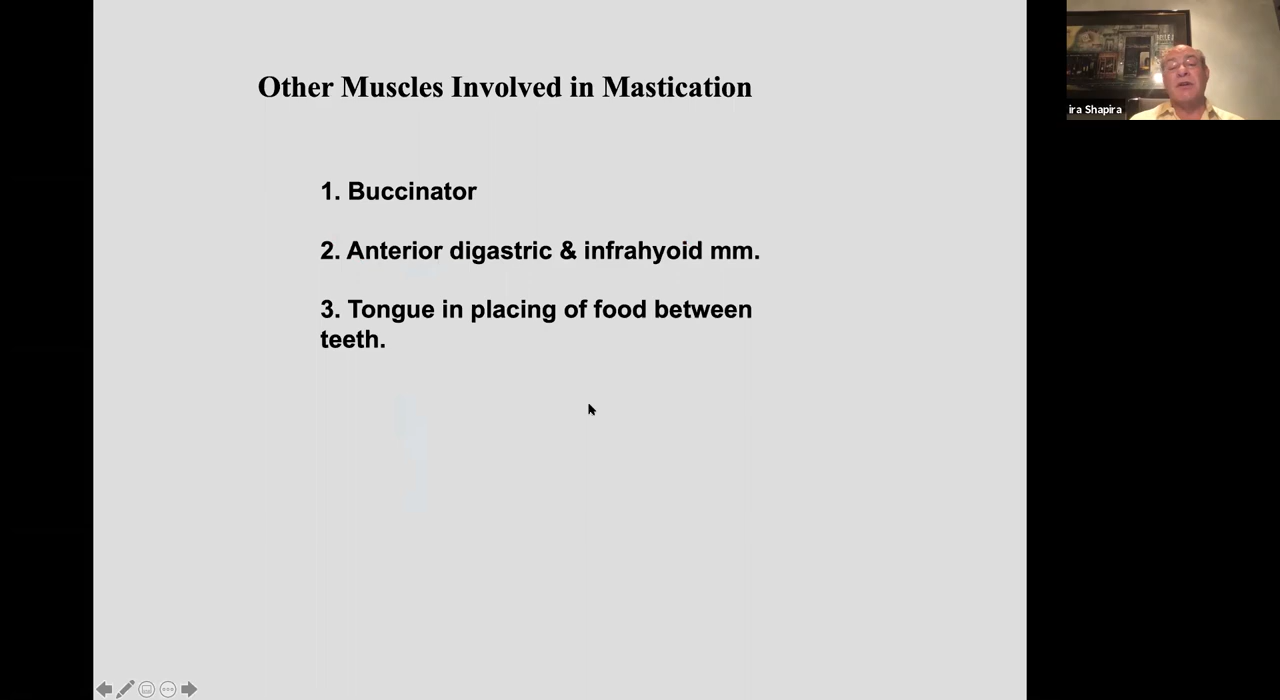 Other Muscles Involved in Mastication
1. Buccinator
2. Anterior digastric & infrahyoid mm.
3. Tongue in placing of food between
teeth.
ira Shapira